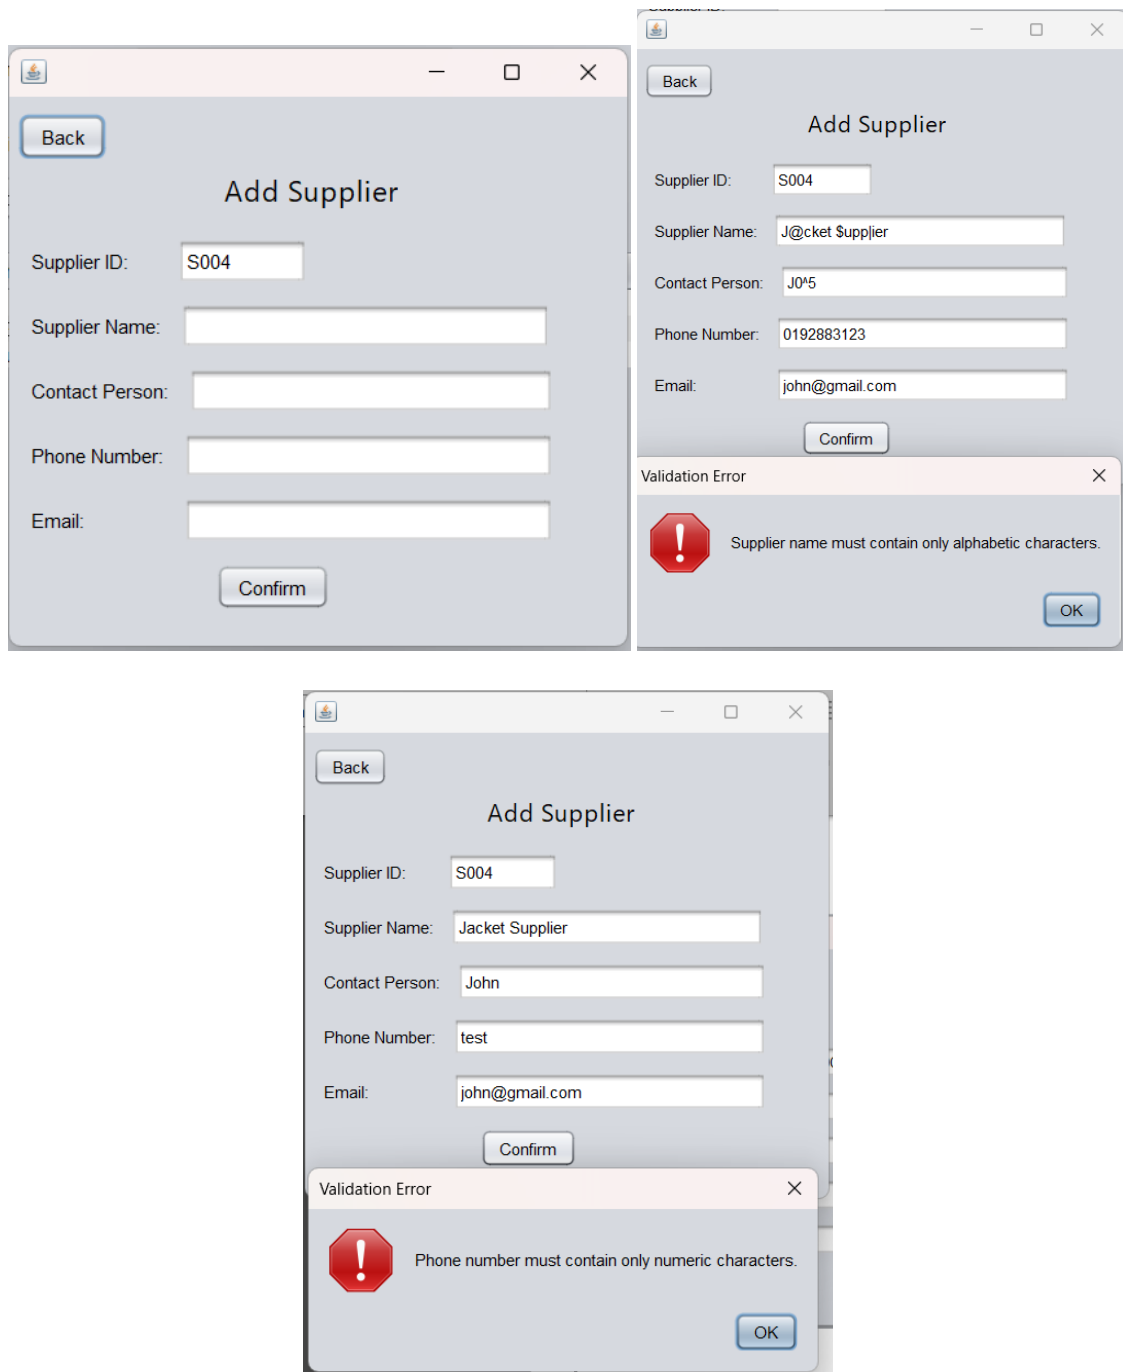 Back
Add Supplier
Supplier ID: S004
Supplier Name:
Contact Person:
Phone Number:
Email:
Confirm
Back
Add Supplier
Supplier ID: S004
Supplier Name: J@cket $upp|ier
Contact Person: J0^5
Phone Number: 0192883123
Email: john@gmail.com
Confirm
Validation Error
Supplier name must contain only alphabetic characters.
OK
Back
Add Supplier
Supplier ID: S004
Supplier Name: Jacket Supplier
Contact Person: John
Phone Number: test
Email: john@gmail.com
Confirm
Validation Error
Phone number must contain only numeric characters.
OK